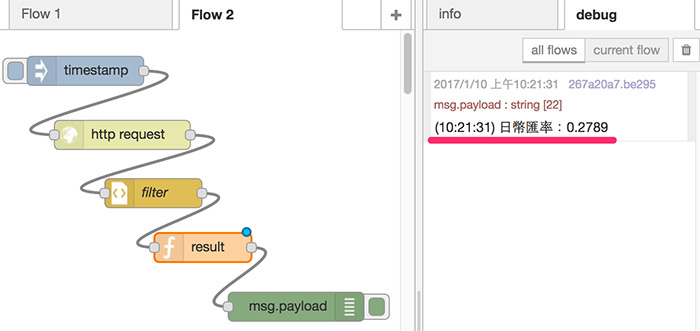 Flow 1
Flow 2
+
info
debug
timestamp
http request
filter
f
result
msg.payload
all flows
current flow
2017/1/10 上午10:21:31 267a20a7.be295
msg.payload : string [22]
(10:21:31) 日幣匯率：0.2789